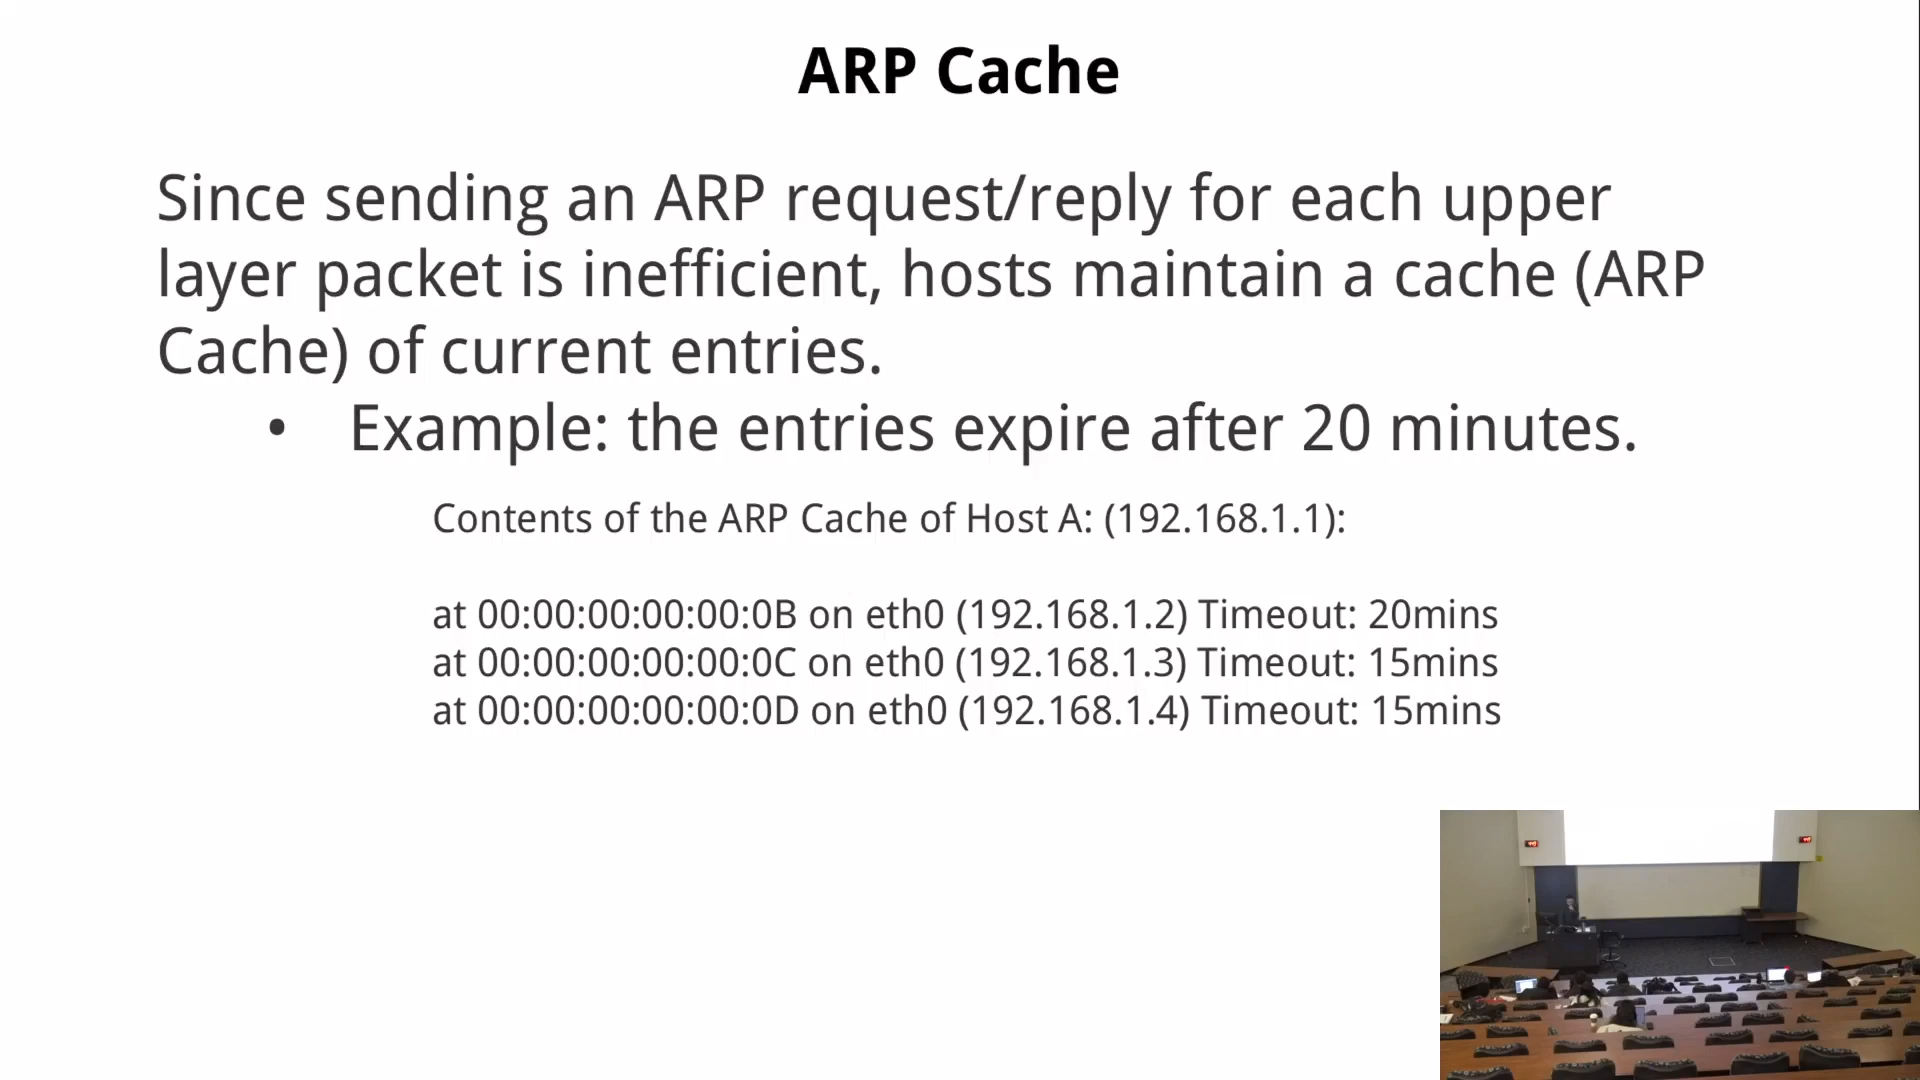 ARP Cache
Since sending an ARP request/reply for each upper
layer packet is inefficient, hosts maintain a cache (ARP
Cache) of current entries.
• Example: the entries expire after 20 minutes.
Contents of the ARP Cache of Host A: (192.168.1.1):
at 00:00:00:00:00:0B on eth0 (192.168.1.2) Timeout: 20mins
at 00:00:00:00:00:0C on eth0 (192.168.1.3) Timeout: 15mins
at 00:00:00:00:00:0D on eth0 (192.168.1.4) Timeout: 15mins